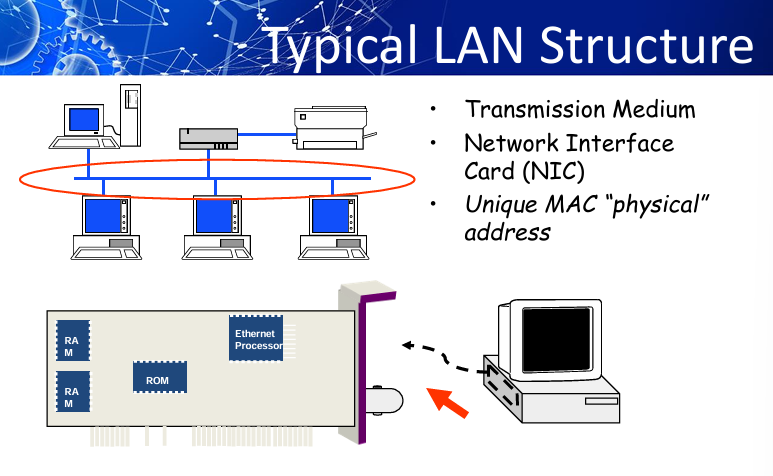 Typical LAN Structure
• Transmission Medium
• Network Interface
Card (NIC)
• Unique MAC “physical”
address
RA
M
Ethernet
Processor
ROM
RA
M